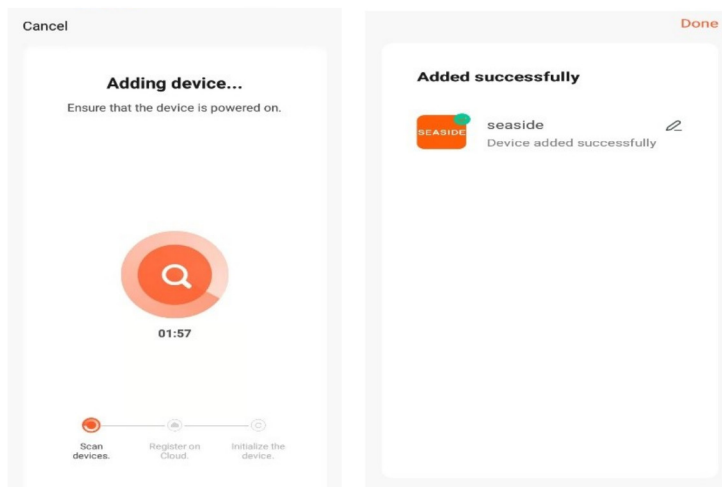 Cancel
Adding device...
Ensure that the device is powered on.
01:57
Scan
devices.
Register on
Cloud.
Initialize the
device.
Done
Added successfully
SEASIDE
seaside
Device added successfully